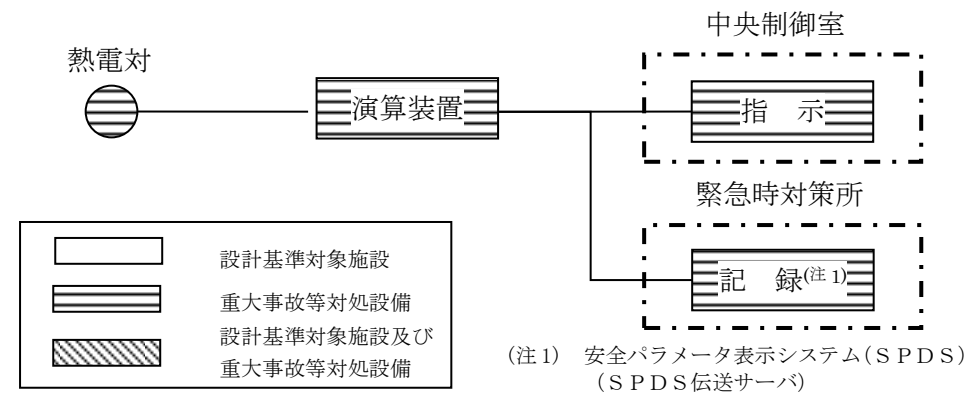 中央制御室
熱電対
演算装置
指　示
緊急時対策所
記　録(注1)
設計基準対象施設
重大事故等対処設備
設計基準対象施設及び
重大事故等対処設備
(注1)　安全パラメータ表示システム(ＳＰＤＳ)
(ＳＰＤＳ伝送サーバ)